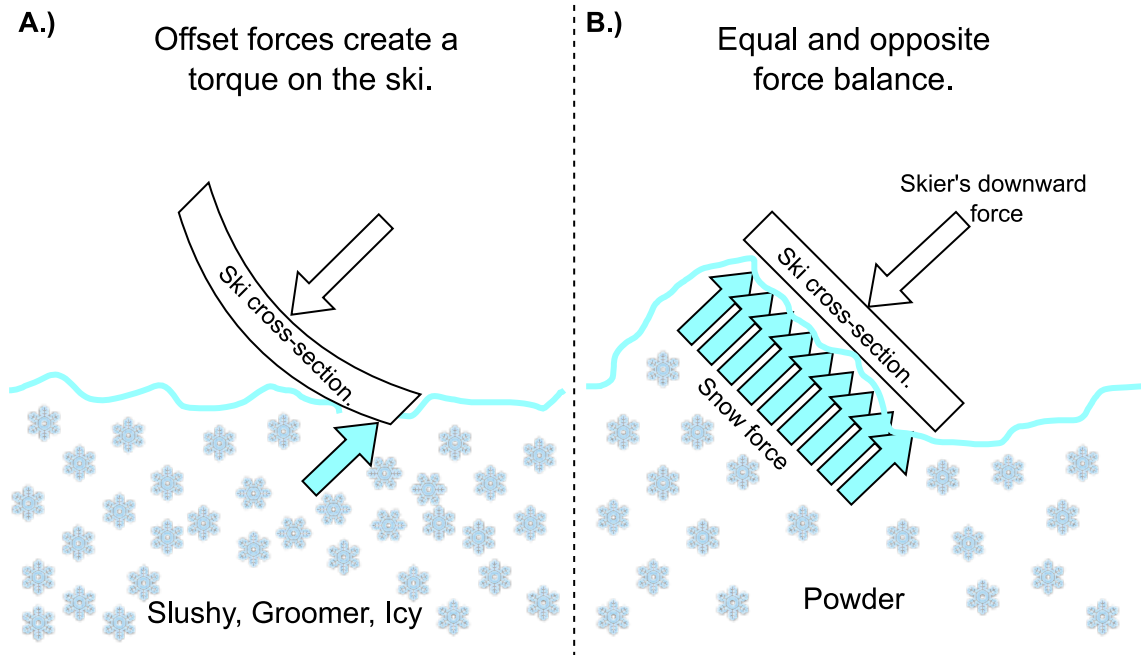 A.)
Offset forces create a
torque on the ski.
Ski cross-section.
Slushy, Groomer, Icy
B.)
Equal and opposite
force balance.
Skier's downward
force
Ski cross-section.
Snow force
Powder